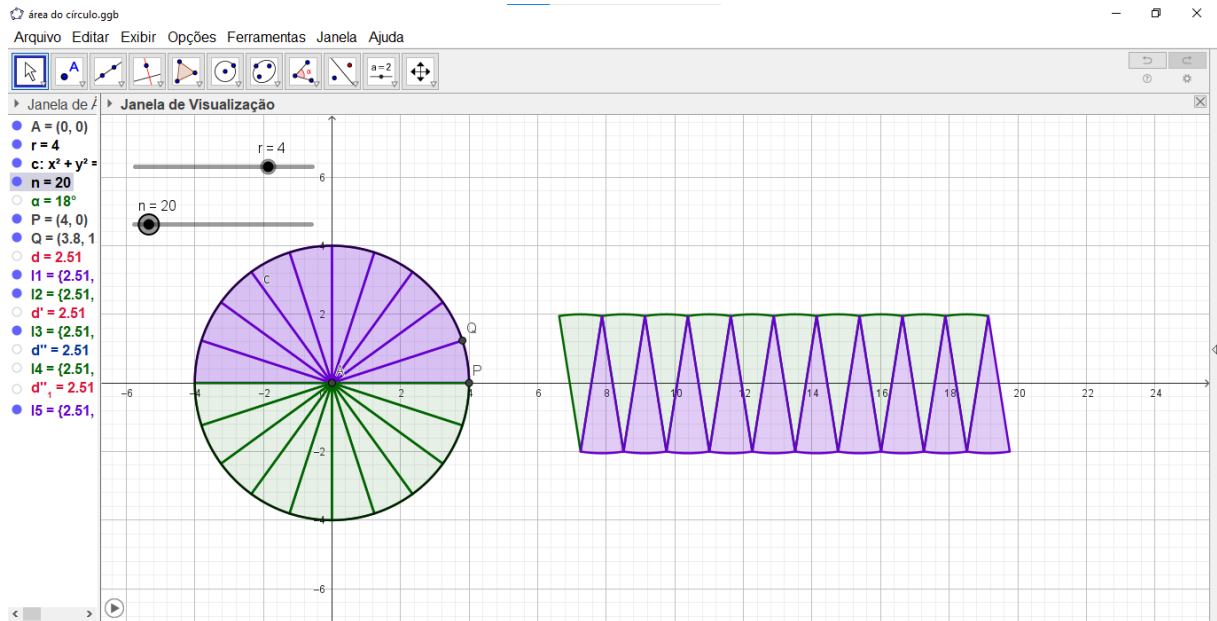 área do círculo.ggb
Arquivo Editar Exibir Opções Ferramentas Janela Ajuda
A
α
a=2
Janela de Á
Janela de Visualização
A = (0, 0)
r = 4
c: x² + y² =
n = 20
α = 18°
P = (4, 0)
Q = (3.8, 1
d = 2.51
l1 = {2.51,
l2 = {2.51,
d' = 2.51
l3 = {2.51,
d'' = 2.51
l4 = {2.51,
d''₁ = 2.51
l5 = {2.51,
r = 4
n = 20
6
4
2
−2
−4
−6
c
Q
P
A
−6 −4 −2 0 2 4 6 8 10 12 14 16 18 20 22 24